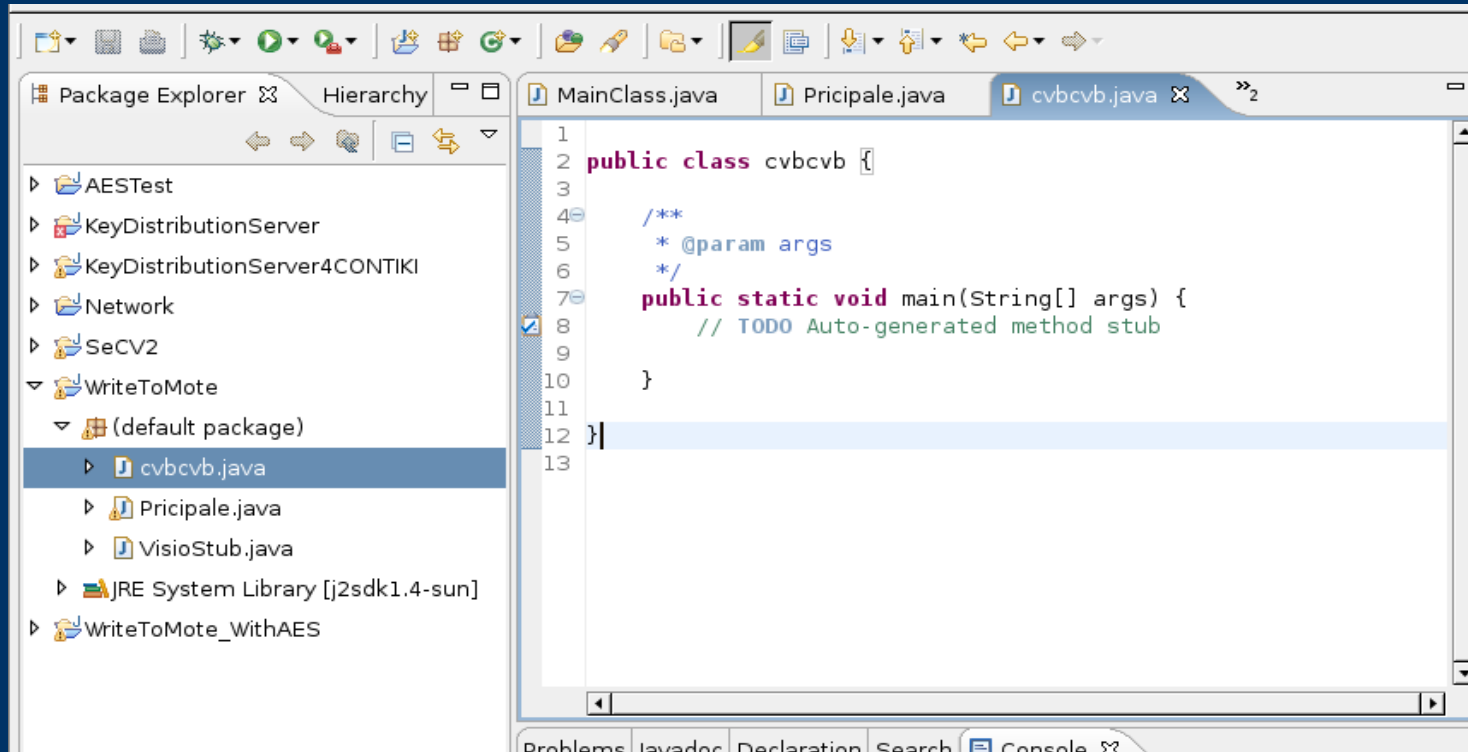 Package Explorer
Hierarchy
AESTest
KeyDistributionServer
KeyDistributionServer4CONTIKI
Network
SeCV2
WriteToMote
(default package)
cvbcvb.java
Pricipale.java
VisioStub.java
JRE System Library [j2sdk1.4-sun]
WriteToMote_WithAES
MainClass.java
Pricipale.java
cvbcvb.java
»2
1
2 public class cvbcvb {
3
4 /**
5 * @param args
6 */
7 public static void main(String[] args) {
8 // TODO Auto-generated method stub
9
10 }
11
12 }
13
Problems Javadoc Declaration Search Console